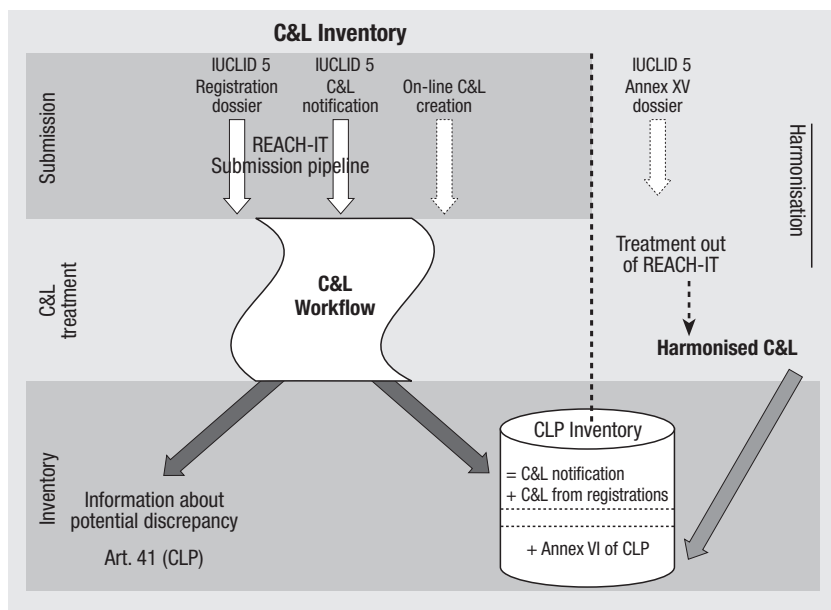 C&L Inventory
Submission
IUCLID 5
Registration
dossier
IUCLID 5
C&L
notification
On-line C&L
creation
IUCLID 5
Annex XV
dossier
REACH-IT
Submission pipeline
Harmonisation
C&L
treatment
C&L
Workflow
Treatment out
of REACH-IT
Harmonised C&L
Inventory
Information about
potential discrepancy
Art. 41 (CLP)
CLP Inventory
= C&L notification
+ C&L from registrations
+ Annex VI of CLP